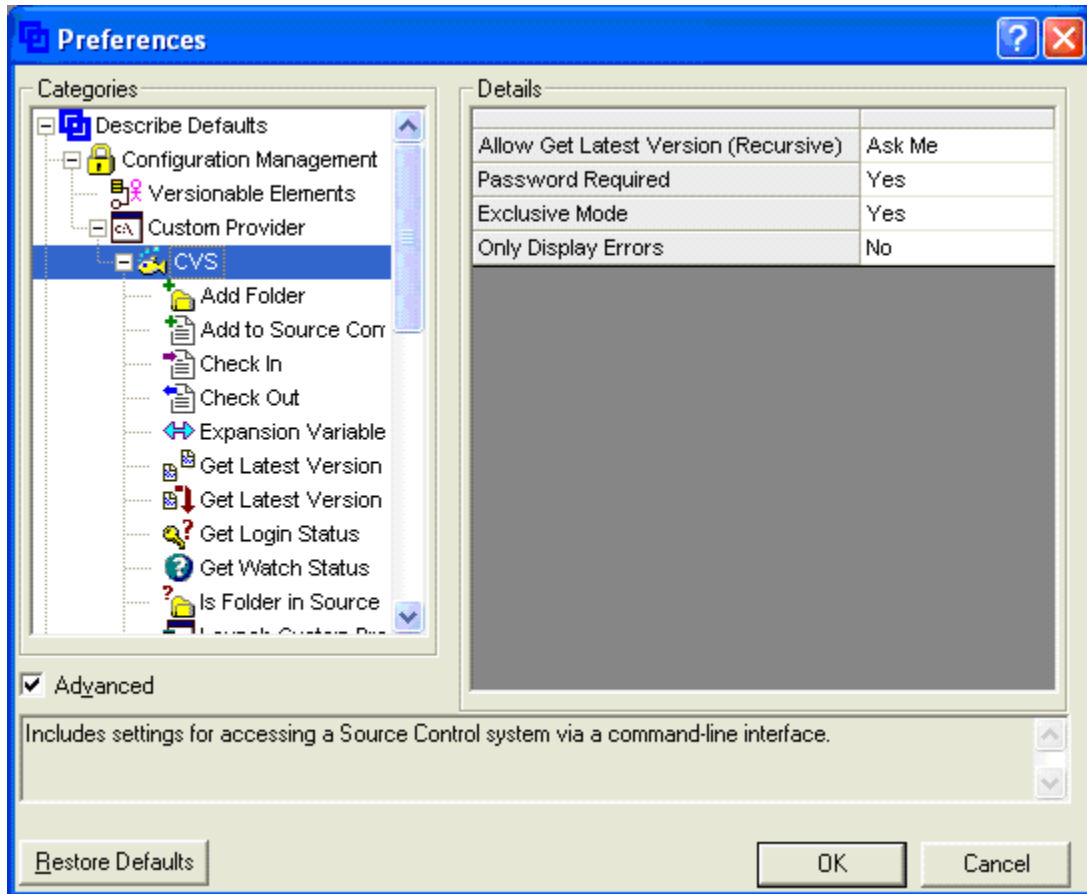 Preferences
Categories
Describe Defaults
Configuration Management
Versionable Elements
Custom Provider
CVS
Add Folder
Add to Source Con
Check In
Check Out
Expansion Variable
Get Latest Version
Get Latest Version
Get Login Status
Get Watch Status
Is Folder in Source
Details
Allow Get Latest Version (Recursive) Ask Me
Password Required Yes
Exclusive Mode Yes
Only Display Errors No
Advanced
Includes settings for accessing a Source Control system via a command-line interface.
Restore Defaults
OK
Cancel